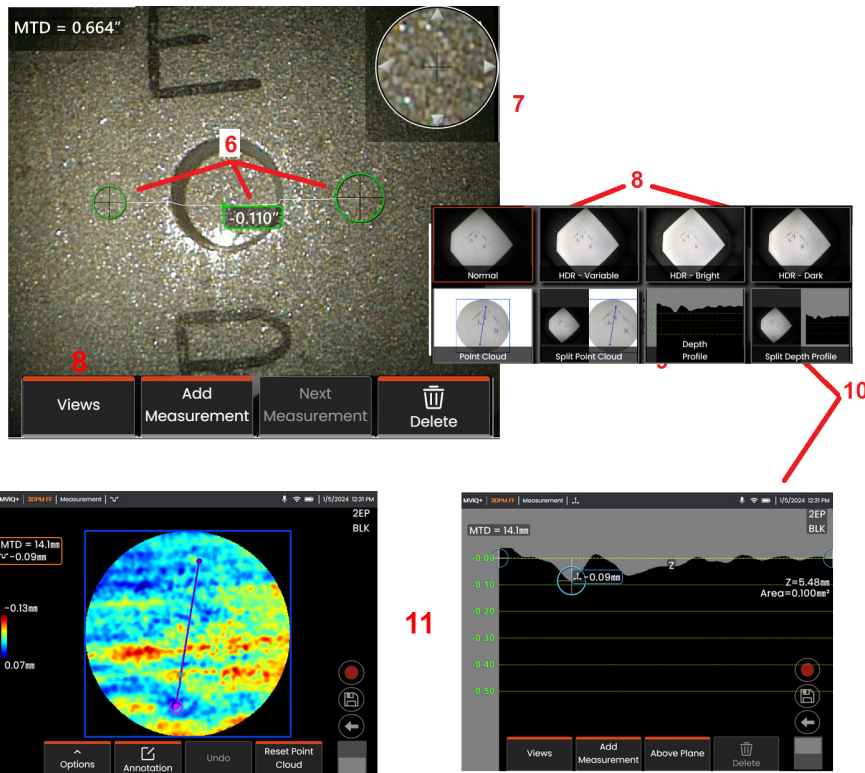 MTD = 0.664"
E
6
7
-0.110"
D
8
Views
Add
Measurement
Next
Measurement
Delete
8
Normal
HDR - Variable
HDR - Bright
HDR - Dark
Point Cloud
Split Point Cloud
Depth
Profile
Split Depth Profile
10
MViQ+ | 3DPM FF | Measurement |
1/5/2024 12:31 PM
2EP
BLK
MTD = 14.1mm
-0.09mm
-0.13mm
0.07mm
Options
Annotation
Undo
Reset Point
Cloud
11
MViQ+ | 3DPM FF | Measurement |
1/5/2024 12:31 PM
2EP
BLK
MTD = 14.1mm
-0.00
Z
-0.09mm
-0.10
Z=5.48mm
Area=0.100mm²
-0.20
-0.30
-0.40
-0.50
Views
Add
Measurement
Above Plane
Delete